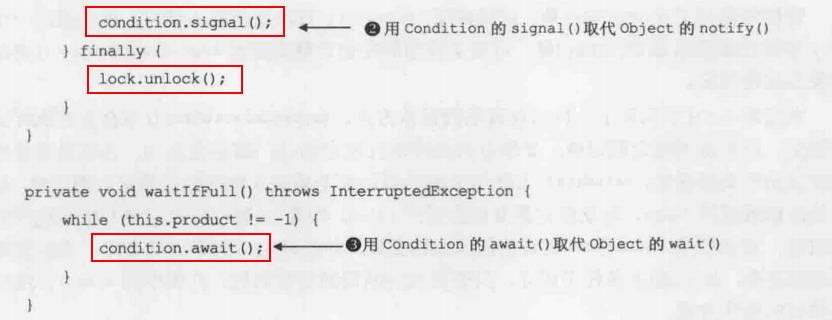 condition.signal(); ❷用 Condition 的 signal()取代 Object 的 notify()
} finally {
lock.unlock();
}
}
private void waitIfFull() throws InterruptedException {
while (this.product != -1) {
condition.await(); ❸用 Condition 的 await()取代 Object 的 wait()
}
}